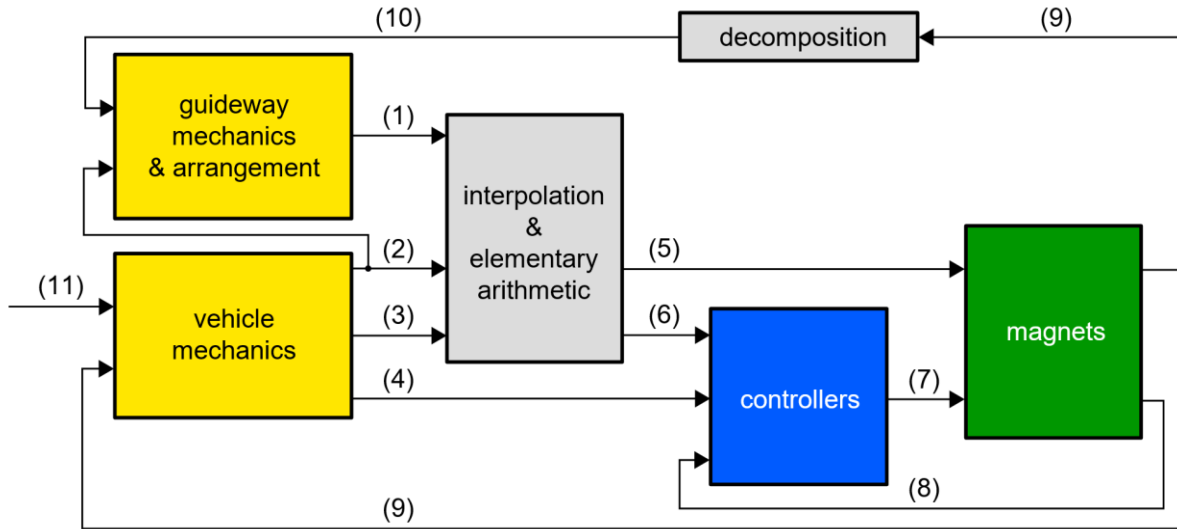 (10)
(9)
decomposition
guideway
mechanics
& arrangement
(1)
interpolation
&
elementary
arithmetic
(2)
(5)
(11)
vehicle
mechanics
(3)
(6)
magnets
(4)
controllers
(7)
(8)
(9)